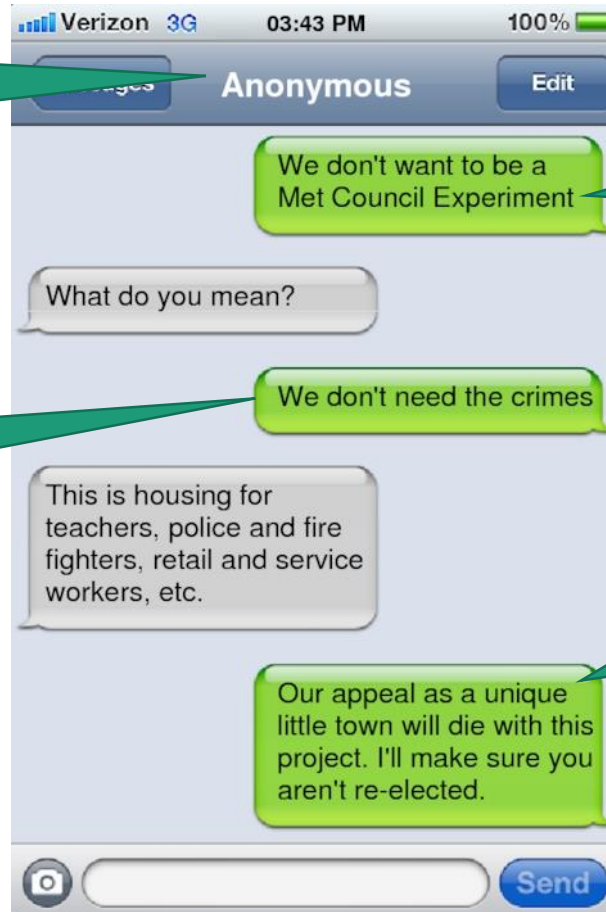 Verizon 3G 03:43 PM 100%
Anonymous Edit
We don't want to be a
Met Council Experiment
What do you mean?
We don't need the crimes
This is housing for
teachers, police and fire
fighters, retail and service
workers, etc.
Our appeal as a unique
little town will die with this
project. I'll make sure you
aren't re-elected.
Send